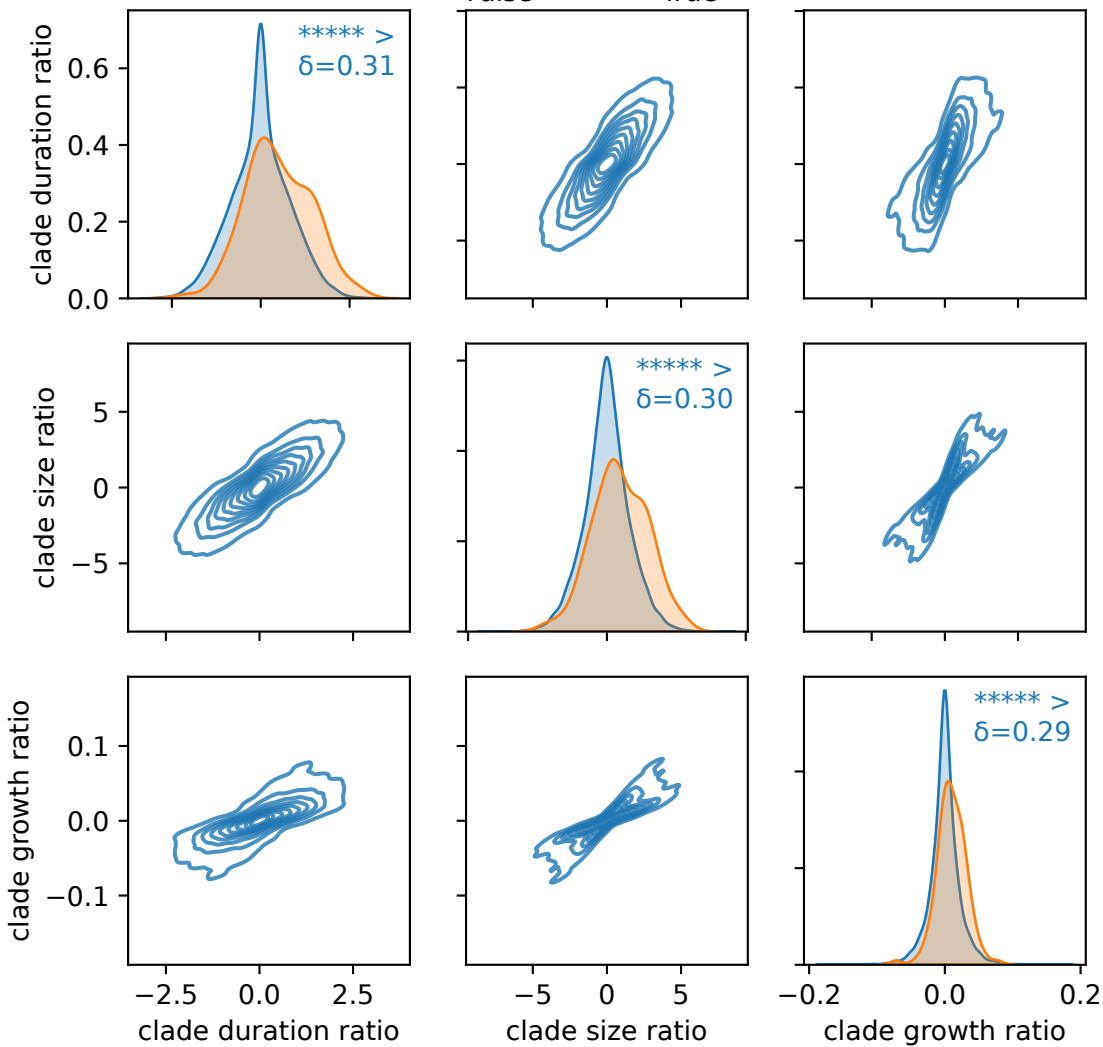 ***** >
δ=0.31
clade duration ratio
0.6
0.4
0.2
0.0
***** >
δ=0.30
clade size ratio
5
0
−5
***** >
δ=0.29
clade growth ratio
0.1
0.0
−0.1
−2.5 0.0 2.5
−5 0 5
−0.2 0.0 0.2
clade duration ratio
clade size ratio
clade growth ratio